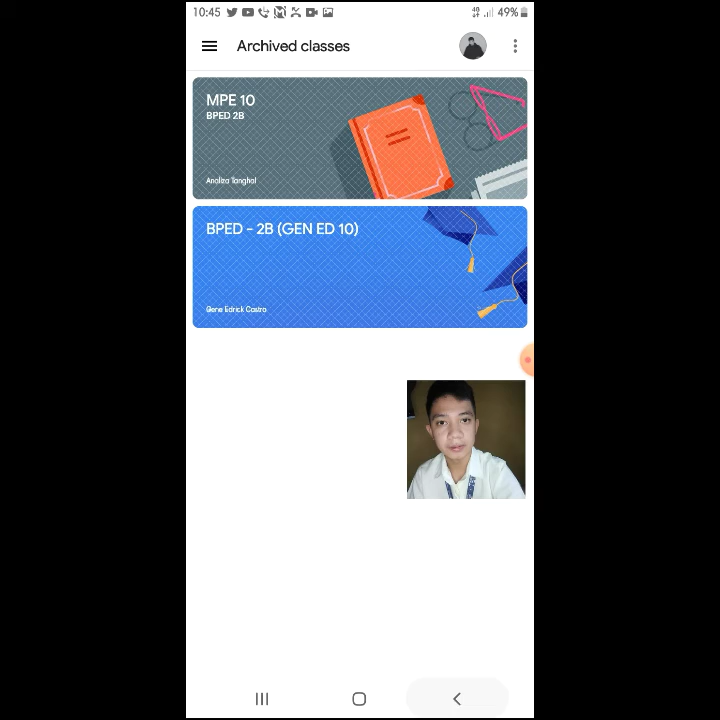 10:45
49%
Archived classes
MPE 10
BPED 2B
Analiza Tanghal
BPED - 2B (GEN ED 10)
Gene Edrick Castro